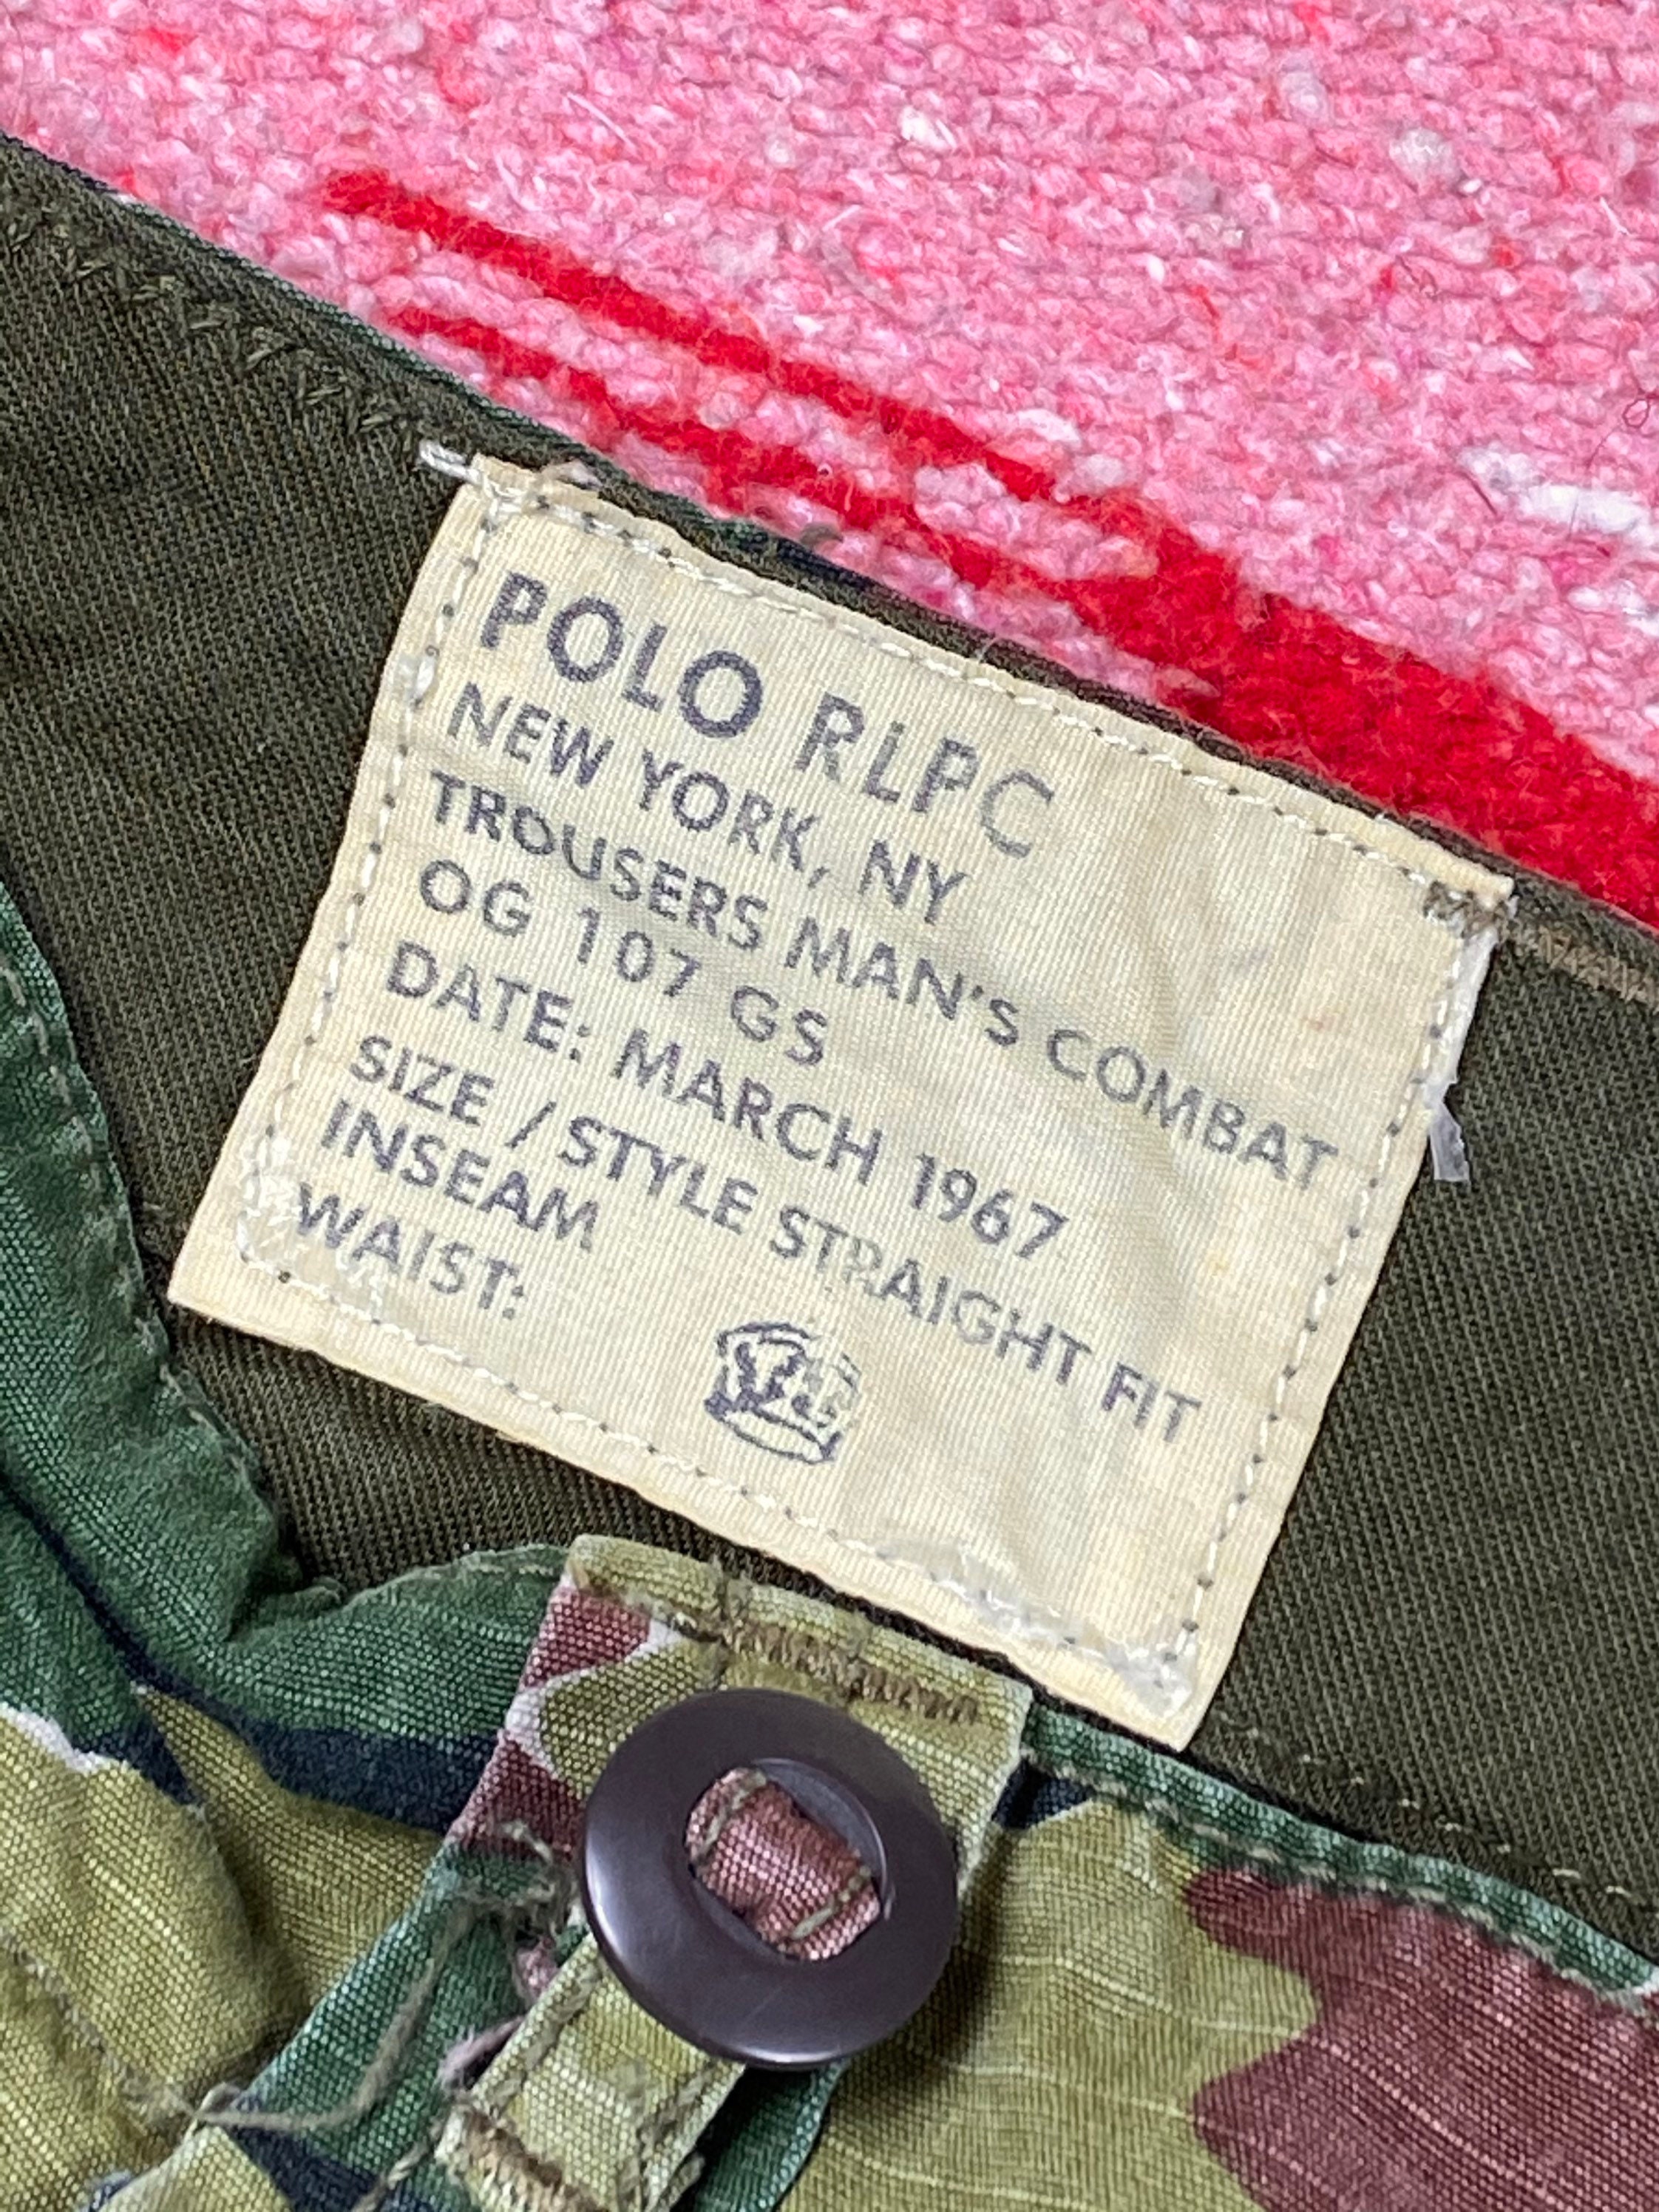 POLO RLPC
NEW YORK, NY
TROUSERS MAN'S COMBAT
OG 107 GS
DATE: MARCH 1967
SIZE / STYLE STRAIGHT FIT
INSEAM
WAIST: